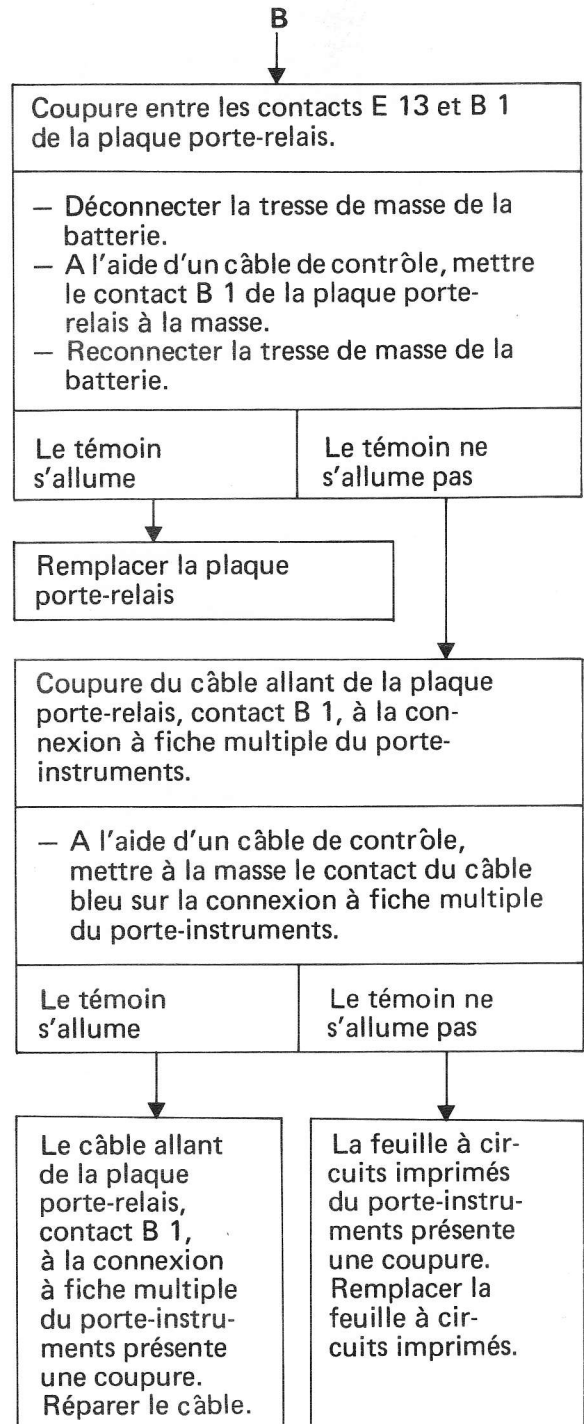 B
Coupure entre les contacts E 13 et B 1
de la plaque porte-relais.
— Déconnecter la tresse de masse de la
batterie.
— A l'aide d'un câble de contrôle, mettre
le contact B 1 de la plaque porte-
relais à la masse.
— Reconnecter la tresse de masse de la
batterie.
Le témoin
s'allume
Le témoin ne
s'allume pas
Remplacer la plaque
porte-relais
Coupure du câble allant de la plaque
porte-relais, contact B 1, à la con-
nexion à fiche multiple du porte-
instruments.
— A l'aide d'un câble de contrôle,
mettre à la masse le contact du câble
bleu sur la connexion à fiche multiple
du porte-instruments.
Le témoin
s'allume
Le témoin ne
s'allume pas
Le câble allant
de la plaque
porte-relais,
contact B 1,
à la connexion
à fiche multiple
du porte-instru-
ments présente
une coupure.
Réparer le câble.
La feuille à cir-
cuits imprimés
du porte-instru-
ments présente
une coupure.
Remplacer la
feuille à cir-
cuits imprimés.